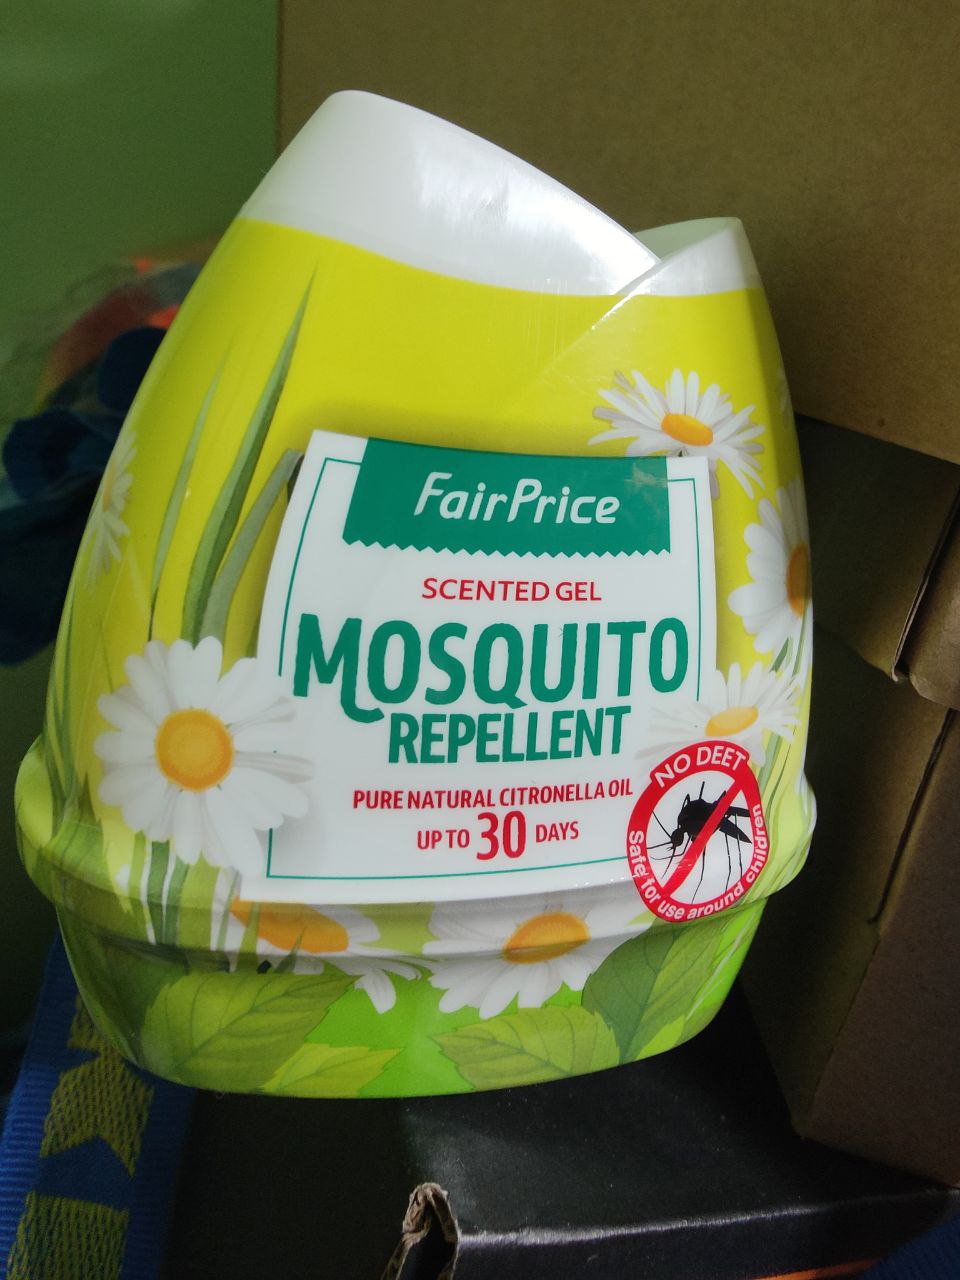 FairPrice
SCENTED GEL
MOSQUITO
REPELLENT
PURE NATURAL CITRONELLA OIL
UP TO 30 DAYS
NO DEET
Safe for use around children